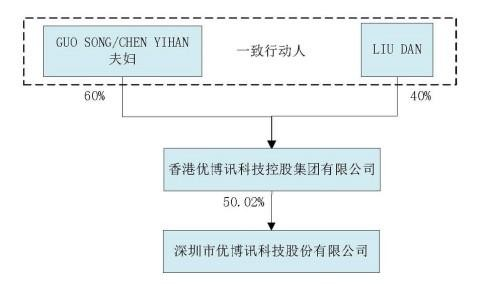 GUO SONG/CHEN YIHAN
夫妇
一致行动人
LIU DAN
60%
40%
香港优博讯科技控股集团有限公司
50.02%
深圳市优博讯科技股份有限公司